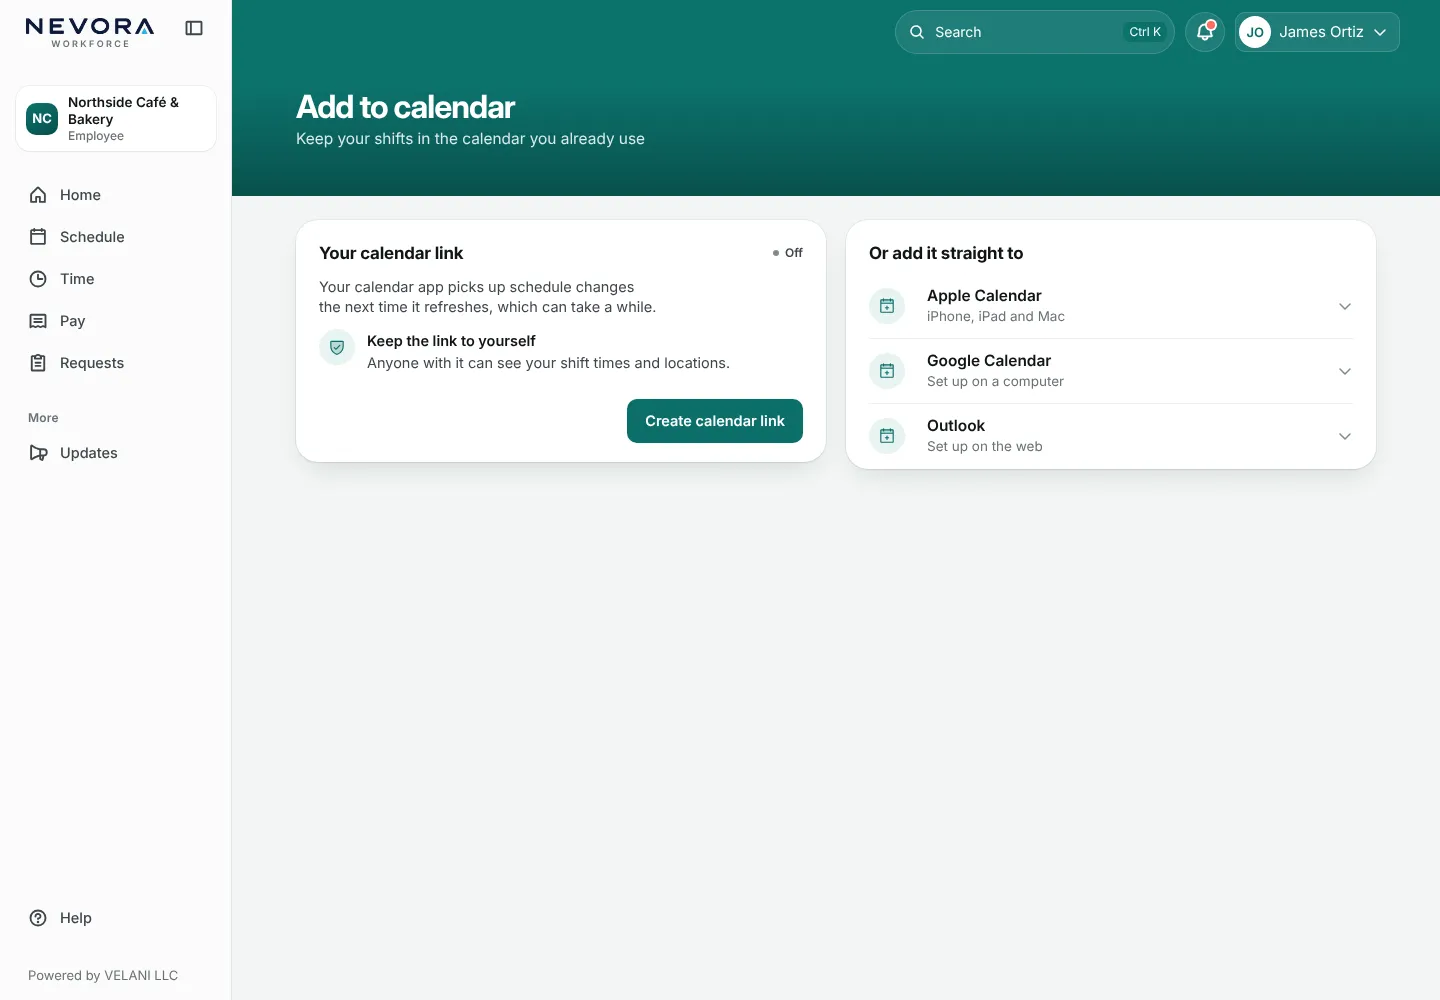 NEVORA
WORKFORCE
NC
Northside Café &
Bakery
Employee
Home
Schedule
Time
Pay
Requests
More
Updates
Help
Powered by VELANI LLC
Search
Ctrl K
JO
James Ortiz
Add to calendar
Keep your shifts in the calendar you already use
Your calendar link
Off
Your calendar app picks up schedule changes
the next time it refreshes, which can take a while.
Keep the link to yourself
Anyone with it can see your shift times and locations.
Create calendar link
Or add it straight to
Apple Calendar
iPhone, iPad and Mac
Google Calendar
Set up on a computer
Outlook
Set up on the web